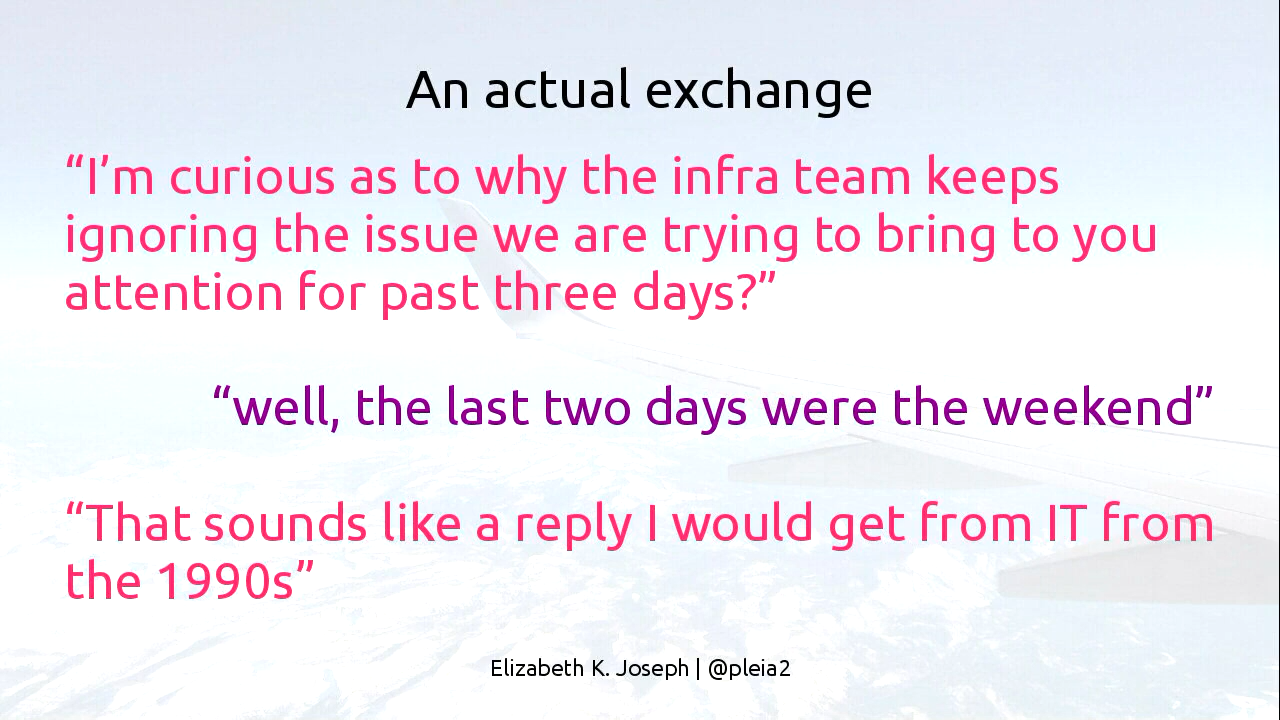 An actual exchange
“I’m curious as to why the infra team keeps
ignoring the issue we are trying to bring to you
attention for past three days?”
“well, the last two days were the weekend”
“That sounds like a reply I would get from IT from
the 1990s”
Elizabeth K. Joseph | @pleia2